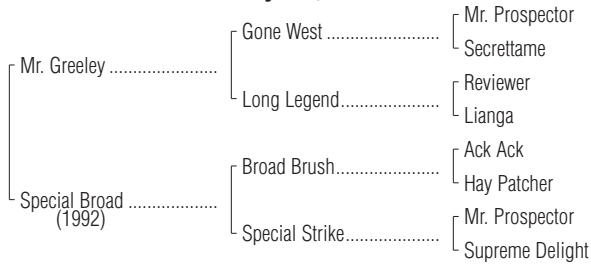 Mr. Prospector
Gone West ......................
Secrettame
Mr. Greeley .....................
Reviewer
Long Legend...................
Lianga
Ack Ack
Broad Brush....................
Hay Patcher
Special Broad .................
(1992)
Mr. Prospector
Special Strike..................
Supreme Delight